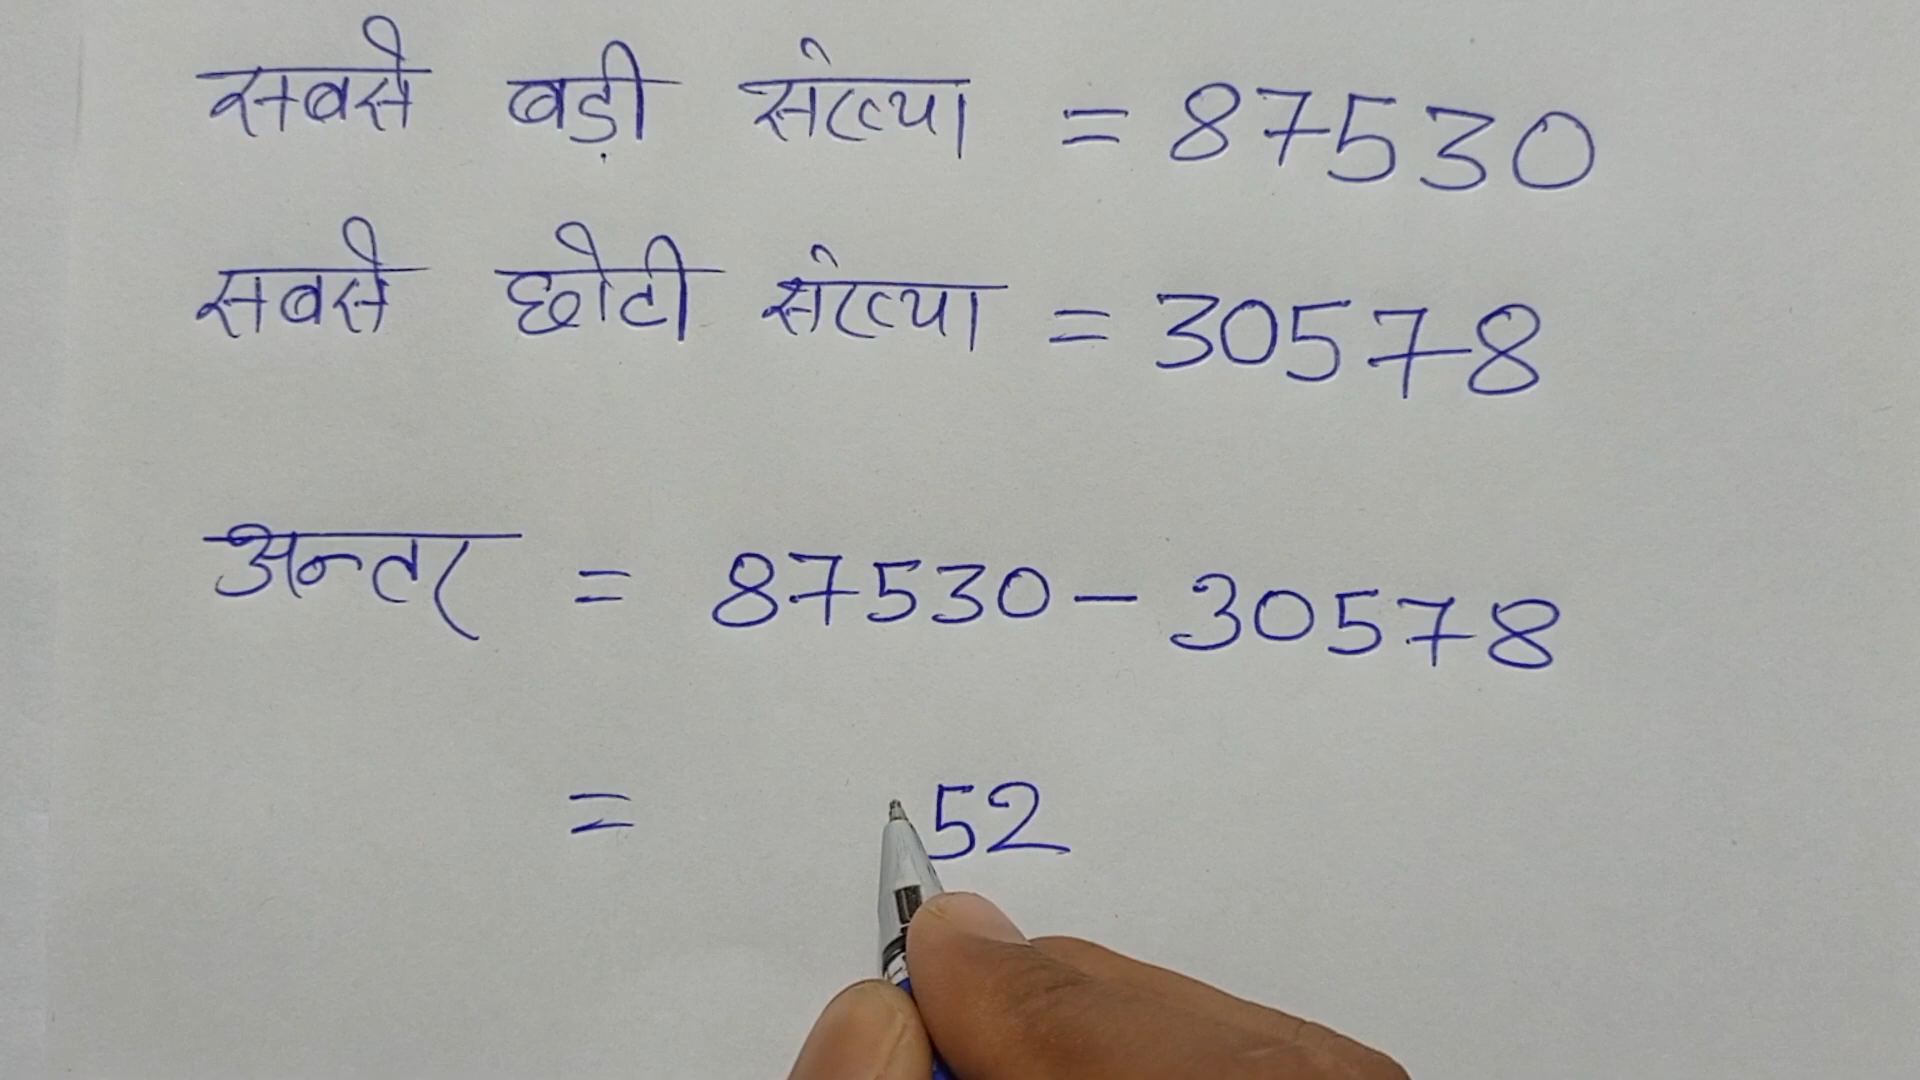 सबसे बड़ी संख्या = 87530
सबसे छोटी संख्या = 30578
अन्तर = 87530 - 30578
= 52